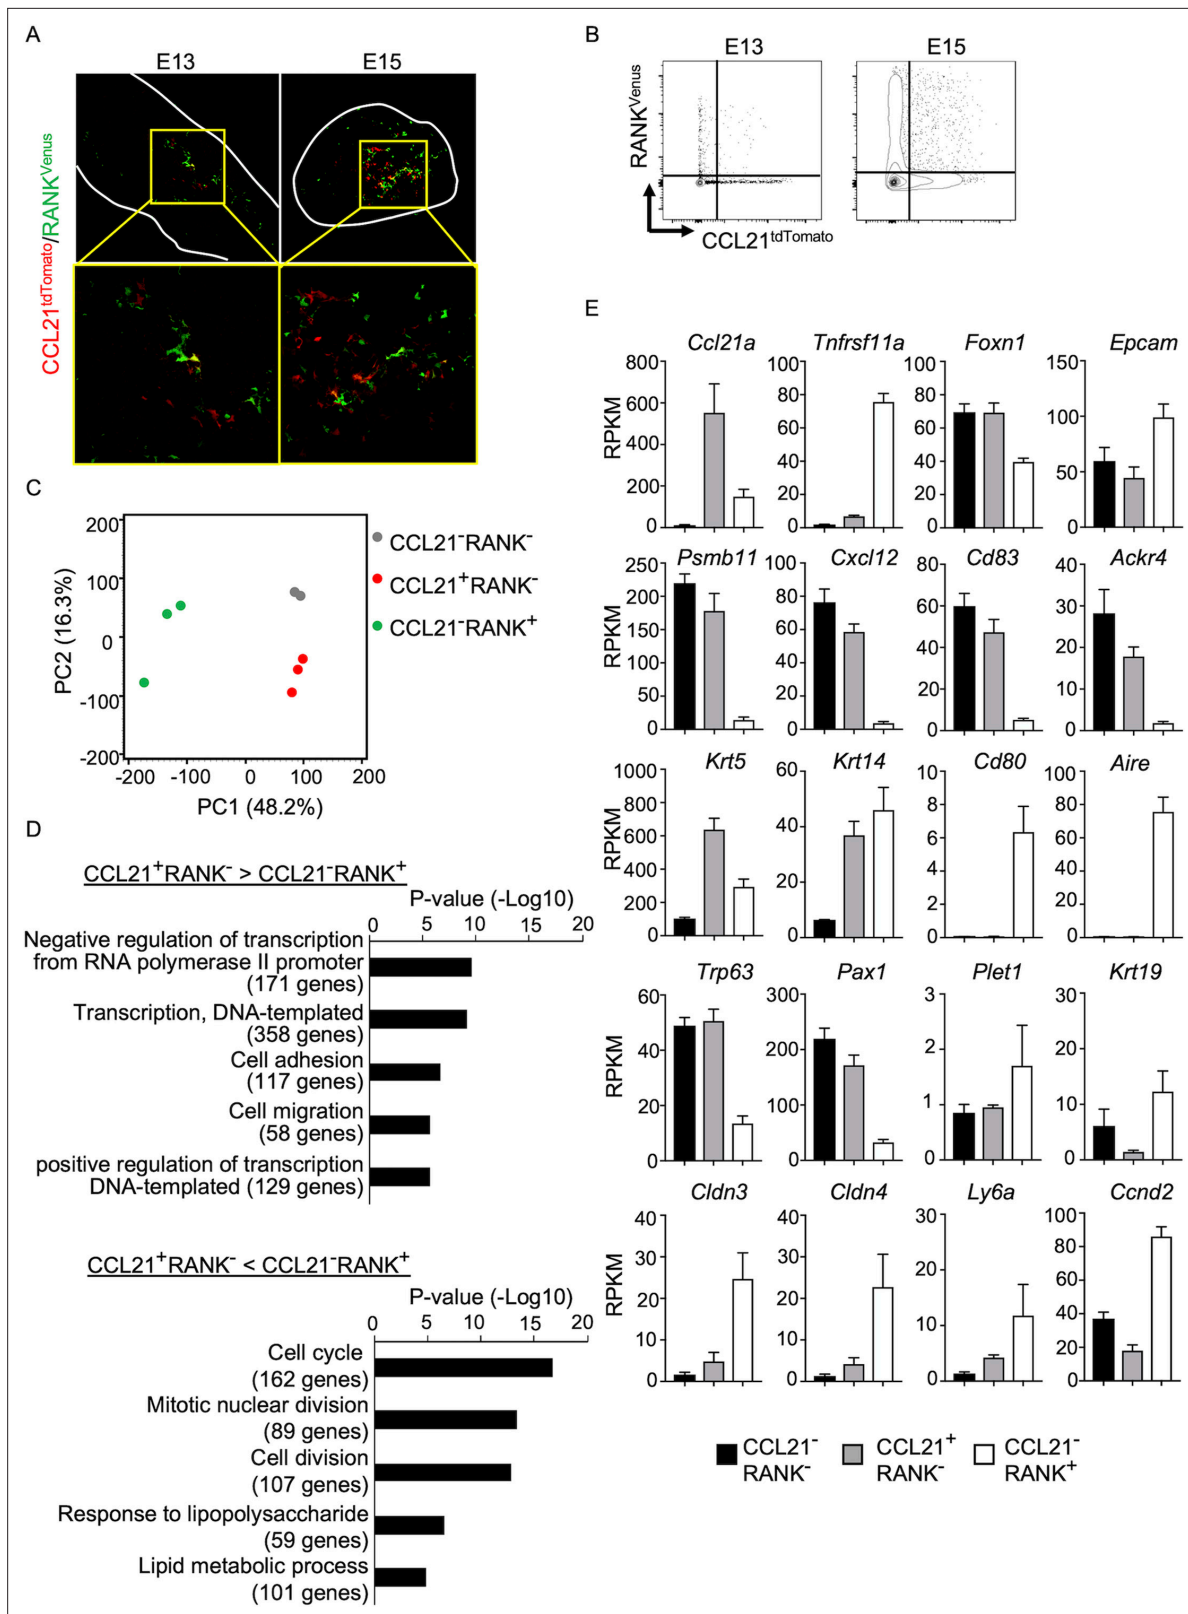 A
E13
E15
CCL21tdTomato/RANKVenus
B
E13
E15
RANKVenus
CCL21tdTomato
C
200
100
0
-100
-200
PC2 (16.3%)
-200
-100
0
100
200
PC1 (48.2%)
CCL21-RANK-
CCL21+RANK-
CCL21-RANK+
D
CCL21+RANK- > CCL21-RANK+
P-value (-Log10)
0 5 10 15 20
Negative regulation of transcription
from RNA polymerase II promoter
(171 genes)
Transcription, DNA-templated
(358 genes)
Cell adhesion
(117 genes)
Cell migration
(58 genes)
positive regulation of transcription
DNA-templated (129 genes)
CCL21+RANK- < CCL21-RANK+
P-value (-Log10)
0 5 10 15 20
Cell cycle
(162 genes)
Mitotic nuclear division
(89 genes)
Cell division
(107 genes)
Response to lipopolysaccharide
(59 genes)
Lipid metabolic process
(101 genes)
E
Ccl21a
RPKM
800
600
400
200
0
Tnfrsf11a
100
80
60
40
20
0
Foxn1
100
80
60
40
20
0
Epcam
150
100
50
0
Psmb11
RPKM
250
200
150
100
50
0
Cxcl12
100
80
60
40
20
0
Cd83
80
60
40
20
0
Ackr4
40
30
20
10
0
Krt5
RPKM
1000
800
600
400
200
0
Krt14
60
40
20
0
Cd80
10
8
6
4
2
0
Aire
100
80
60
40
20
0
Trp63
RPKM
60
40
20
0
Pax1
300
200
100
0
Plet1
3
2
1
0
Krt19
30
20
10
0
Cldn3
RPKM
40
30
20
10
0
Cldn4
40
30
20
10
0
Ly6a
30
20
10
0
Ccnd2
100
80
60
40
20
0
CCL21-
RANK-
CCL21+
RANK-
CCL21-
RANK+